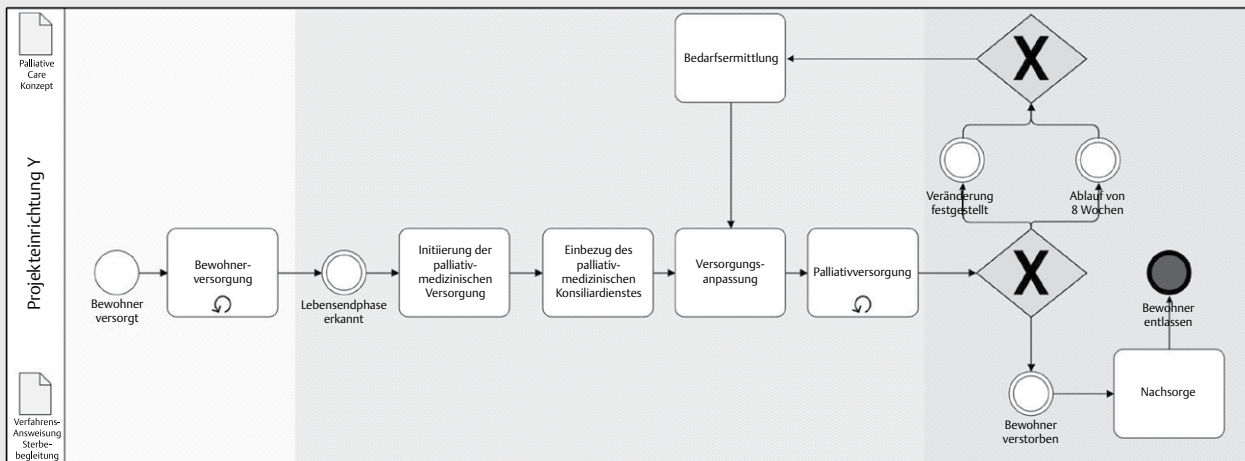 Palliative
Care
Konzept
Projekteinrichtung Y
Verfahrens-
Anweisung
Sterbe-
begleitung
Bewohner
versorgt
Bewohner-
versorgung
Lebensendphase
erkannt
Initiierung der
palliativ-
medizinischen
Versorgung
Einbezug des
palliativ-
medizinischen
Konsiliardienstes
Bedarfsermittlung
Versorgungs-
anpassung
Palliativversorgung
X
Veränderung
festgestellt
Ablauf von
8 Wochen
X
Bewohner
verstorben
Nachsorge
Bewohner
entlassen